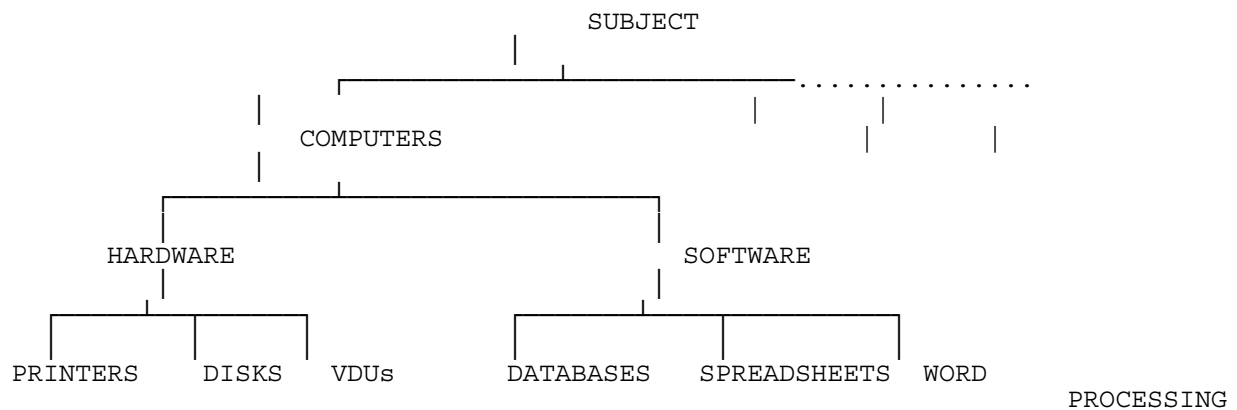 SUBJECT
COMPUTERS
HARDWARE SOFTWARE
PRINTERS DISKS VDUs DATABASES SPREADSHEETS WORD
PROCESSING